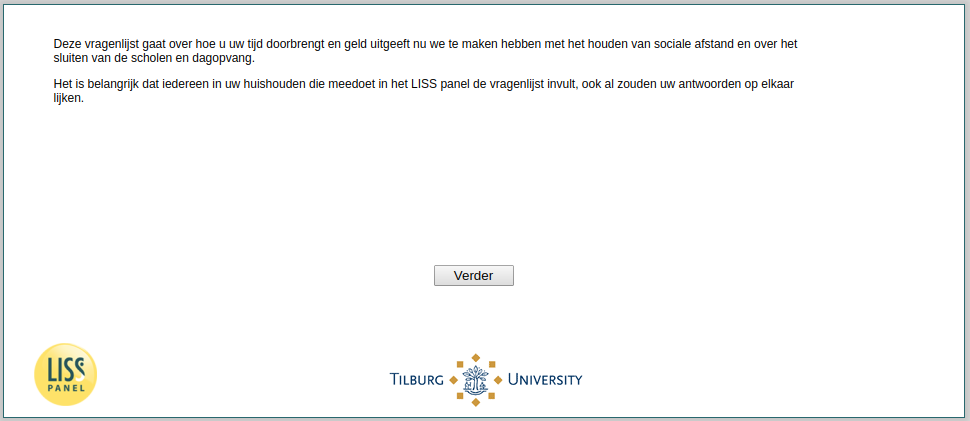 Deze vragenlijst gaat over hoe u uw tijd doorbrengt en geld uitgeeft nu we te maken hebben met het houden van sociale afstand en over het
sluiten van de scholen en dagopvang.
Het is belangrijk dat iedereen in uw huishouden die meedoet in het LISS panel de vragenlijst invult, ook al zouden uw antwoorden op elkaar
lijken.
Verder
LISS
PANEL
TILBURG UNIVERSITY